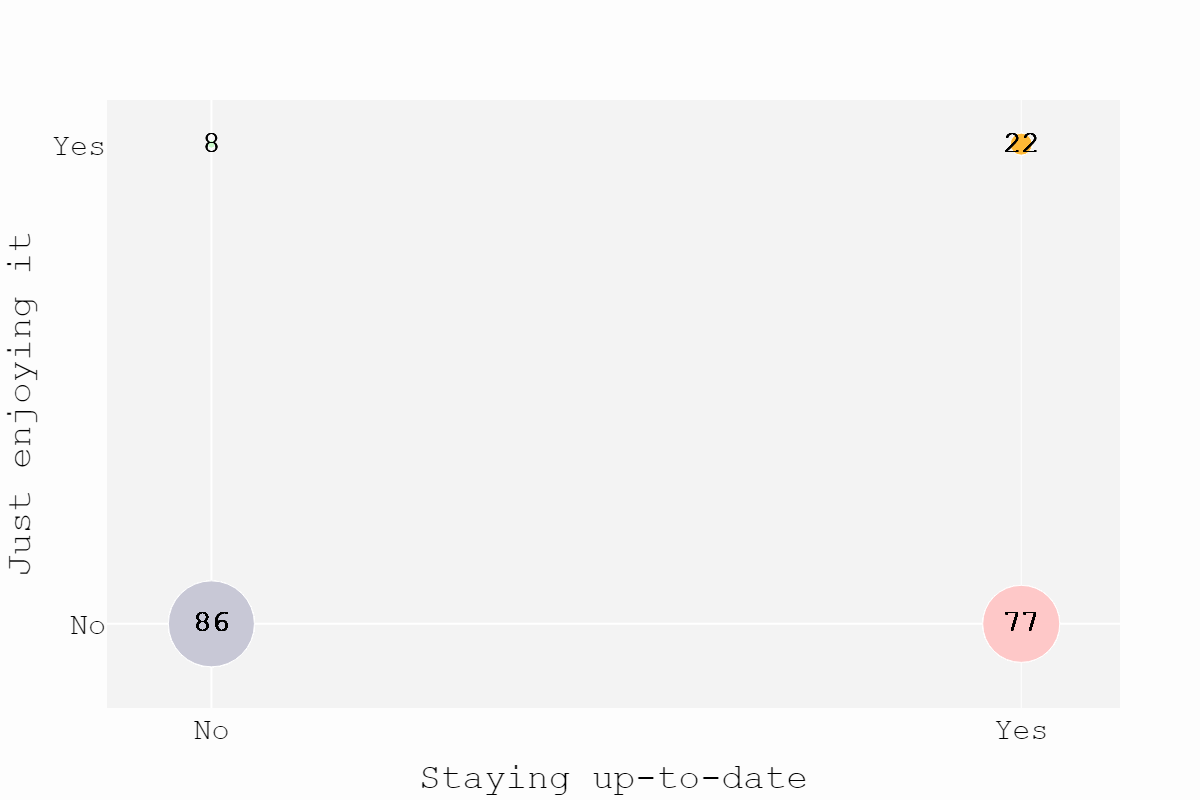 Yes
8
22
Just enjoying it
No
86
77
No
Yes
Staying up-to-date